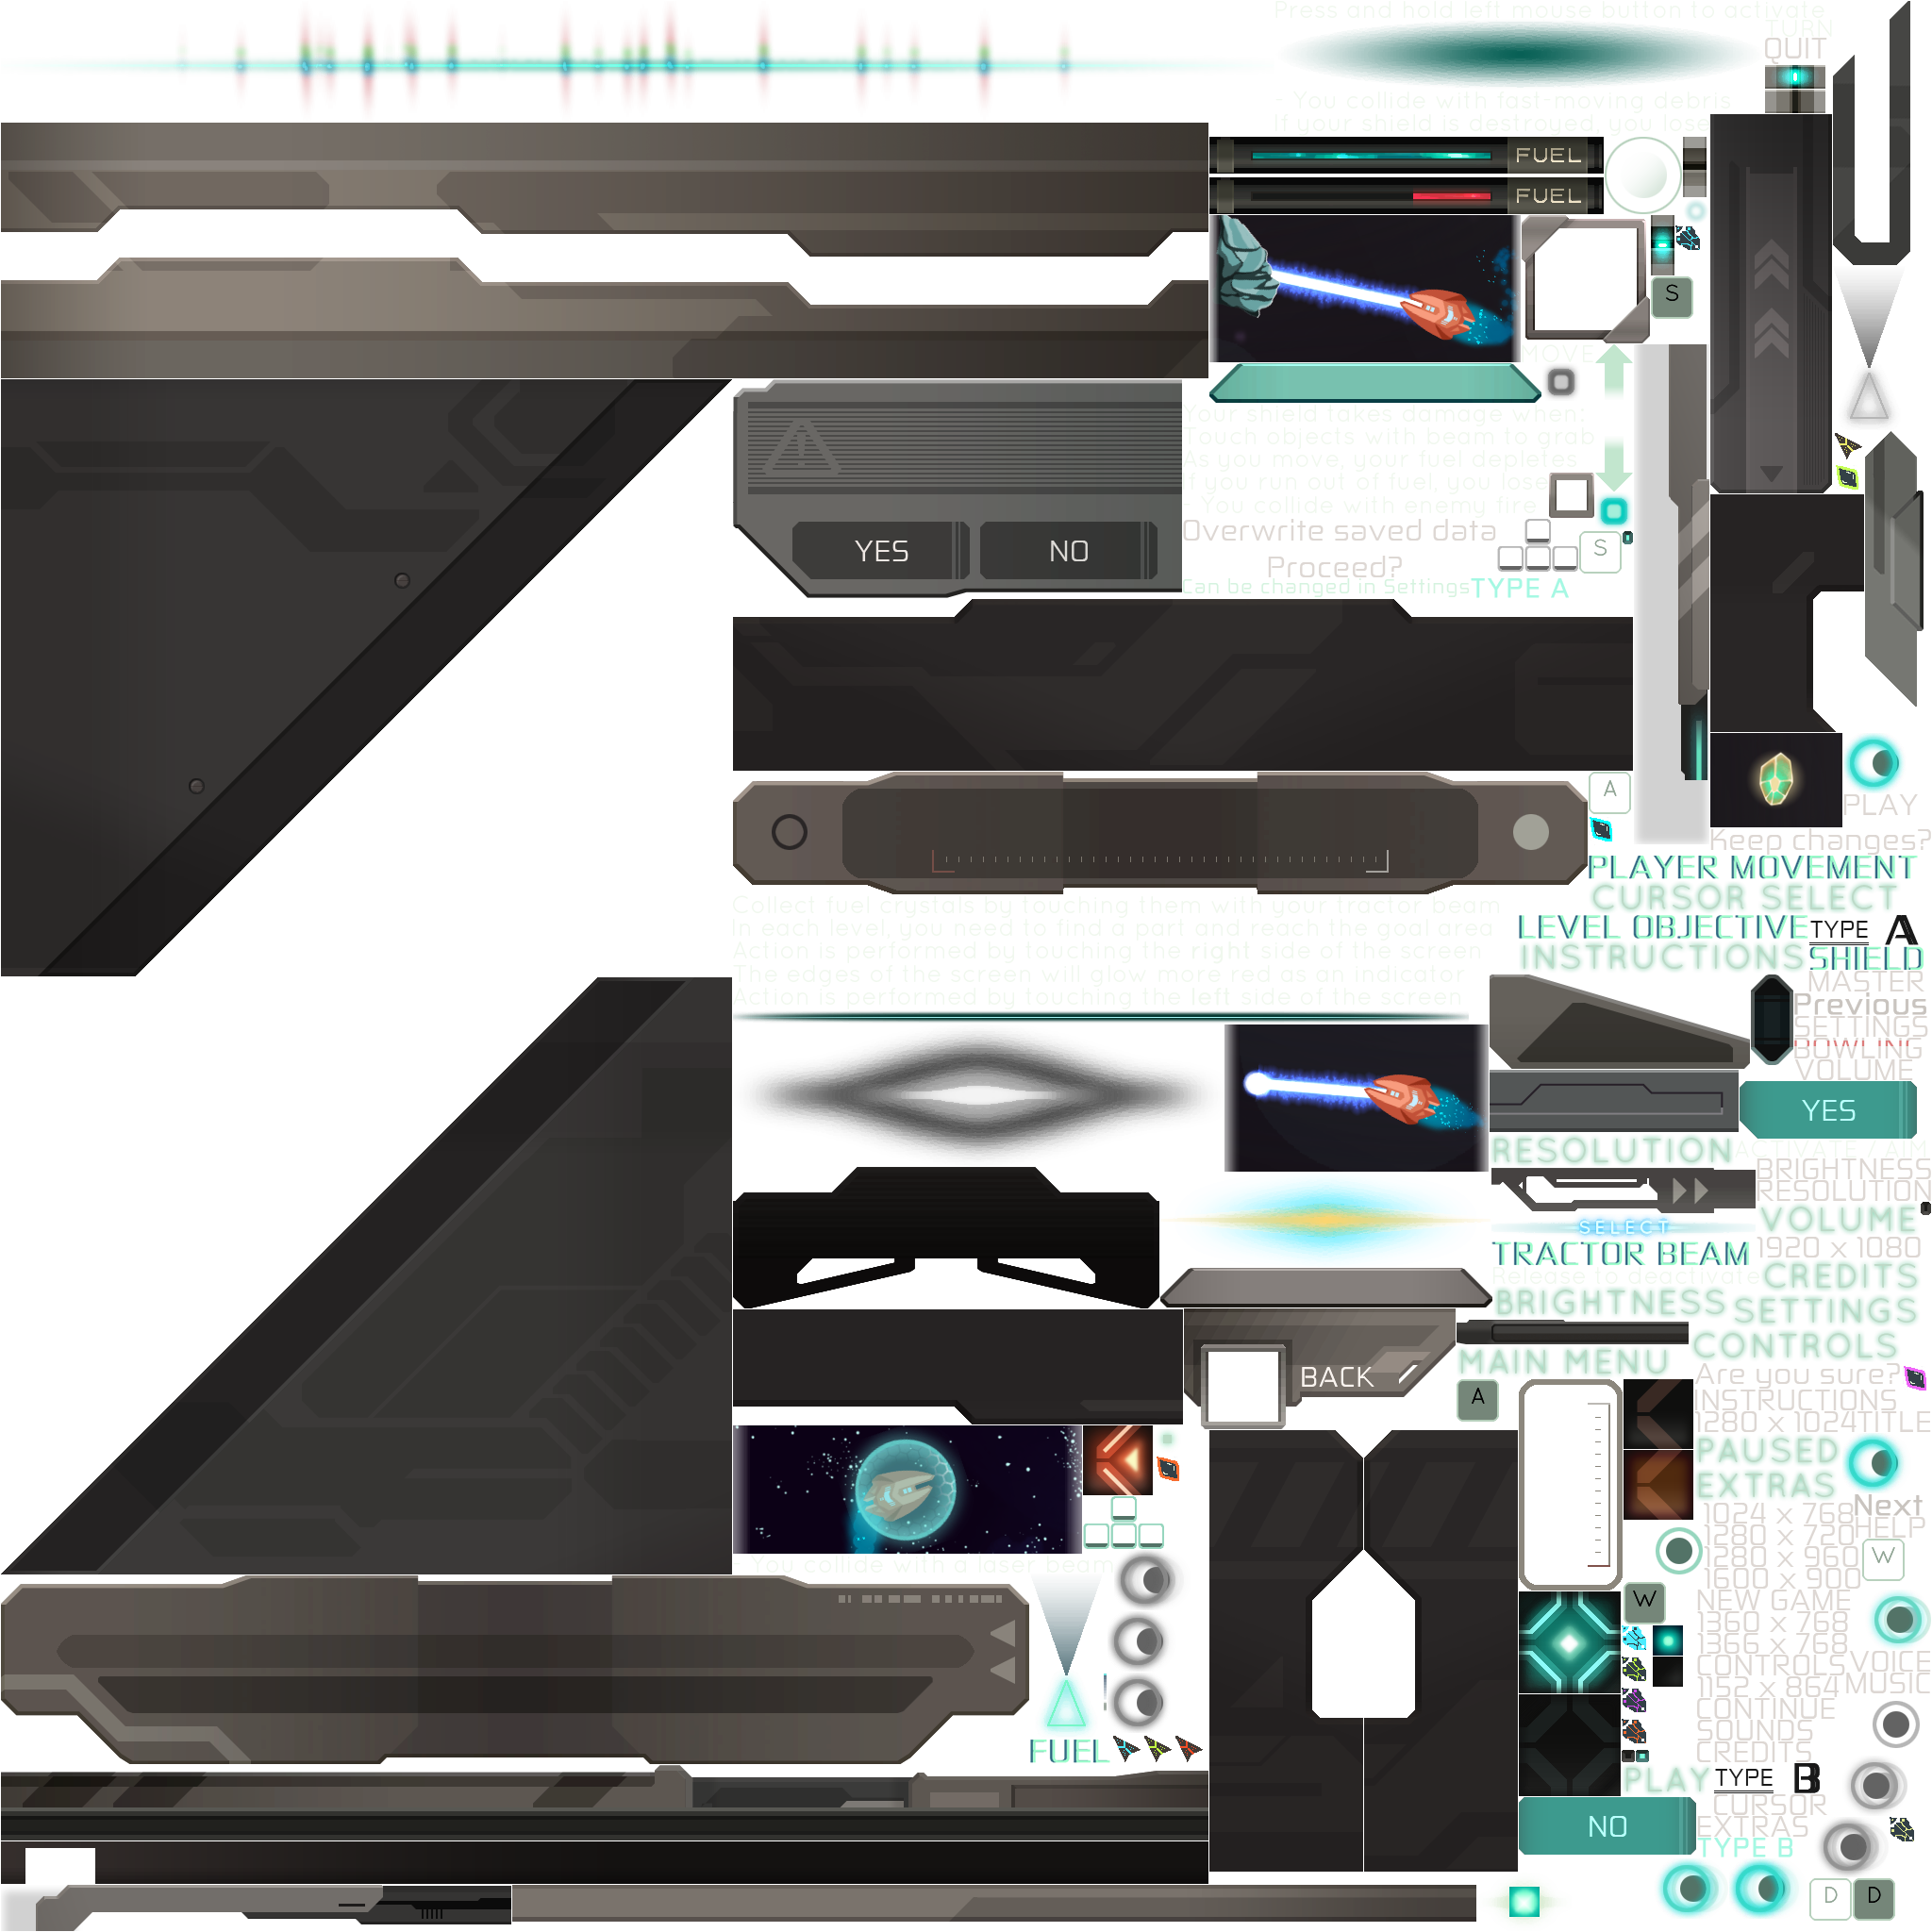 Press and hold left mouse button to activate
TURN
QUIT
- You collide with fast-moving debris
If your shield is destroyed, you lose
FUEL
FUEL
S
MOVE
Your shield takes damage when:
Touch objects with beam to grab
As you move, your fuel depletes
If you run out of fuel, you lose
- You collide with enemy fire
Overwrite saved data
Proceed?
S
Can be changed in Settings
TYPE A
YES
NO
A
PLAY
Keep changes?
PLAYER MOVEMENT
CURSOR SELECT
LEVEL OBJECTIVE
TYPE A
INSTRUCTIONS
SHIELD
Collect fuel crystals by touching them with your tractor beam
In each level, you need to find a part and reach the goal area
Action is performed by touching the right side of the screen
The edges of the screen will glow more red as an indicator
Action is performed by touching the left side of the screen
MASTER
Previous
SETTINGS
BOWLING
VOLUME
YES
RESOLUTION
ACTIVATE / AIM
BRIGHTNESS
RESOLUTION
VOLUME
SELECT
TRACTOR BEAM
1920 x 1080
Release to deactivate
CREDITS
BRIGHTNESS
SETTINGS
CONTROLS
MAIN MENU
BACK
Are you sure?
A
INSTRUCTIONS
1280 x 1024
TITLE
PAUSED
EXTRAS
1024 x 768
Next
1280 x 720
HELP
1280 x 960
W
1600 x 900
- You collide with a laser beam
W
NEW GAME
1360 x 768
1366 x 768
CONTROLS
VOICE
1152 x 864
MUSIC
CONTINUE
SOUNDS
CREDITS
FUEL
PLAY
TYPE B
CURSOR
EXTRAS
NO
TYPE B
D
D